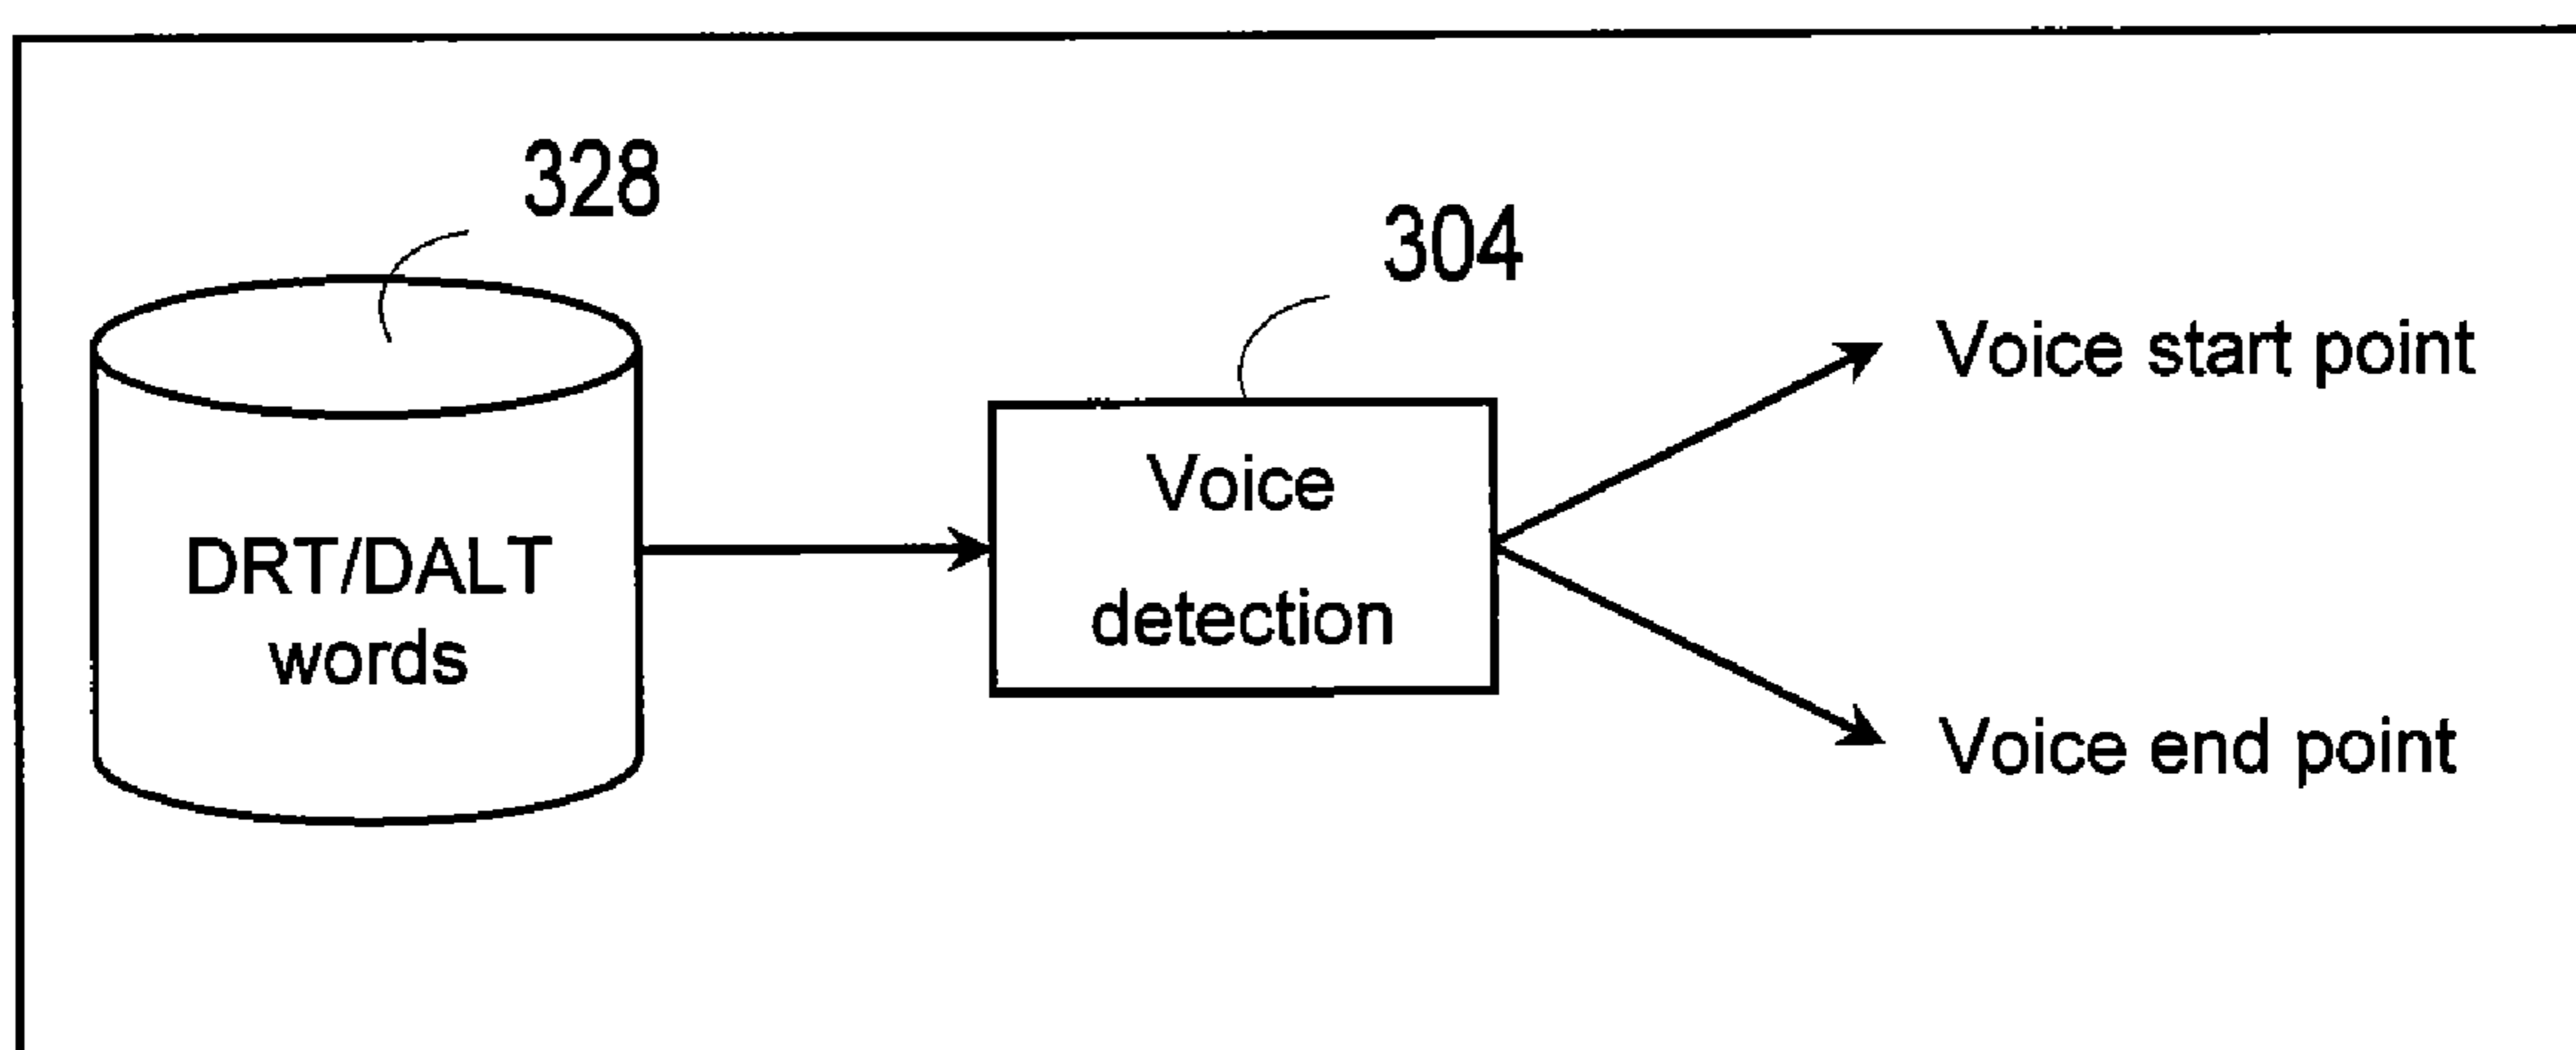 328
304
DRT/DALT
words
Voice
detection
Voice start point
Voice end point